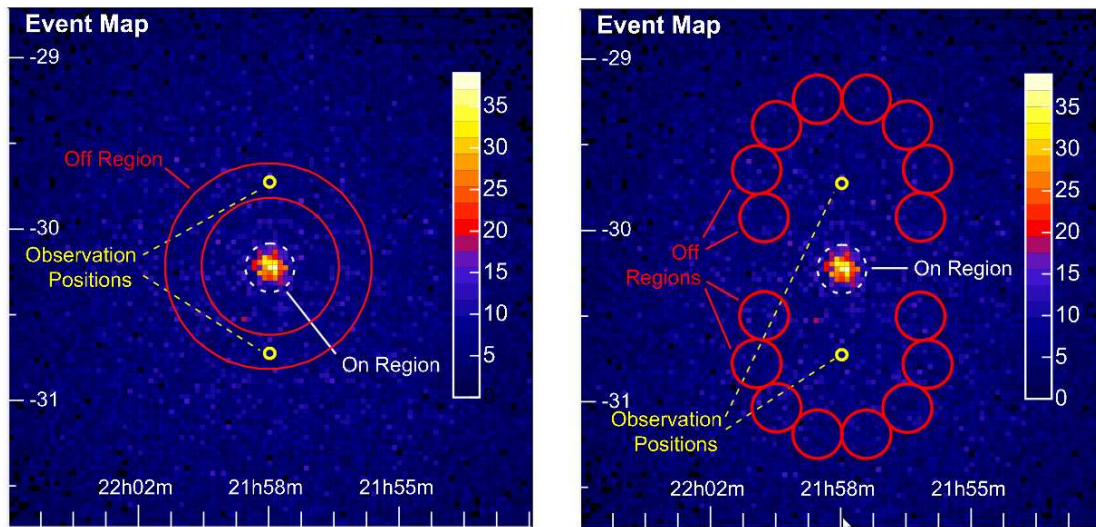 Event Map
-29
-30
-31
Off Region
Observation
Positions
On Region
35
30
25
20
15
10
5
22h02m 21h58m 21h55m
Event Map
-29
-30
-31
Off
Regions
On Region
Observation
Positions
35
30
25
20
15
10
5
0
22h02m 21h58m 21h55m